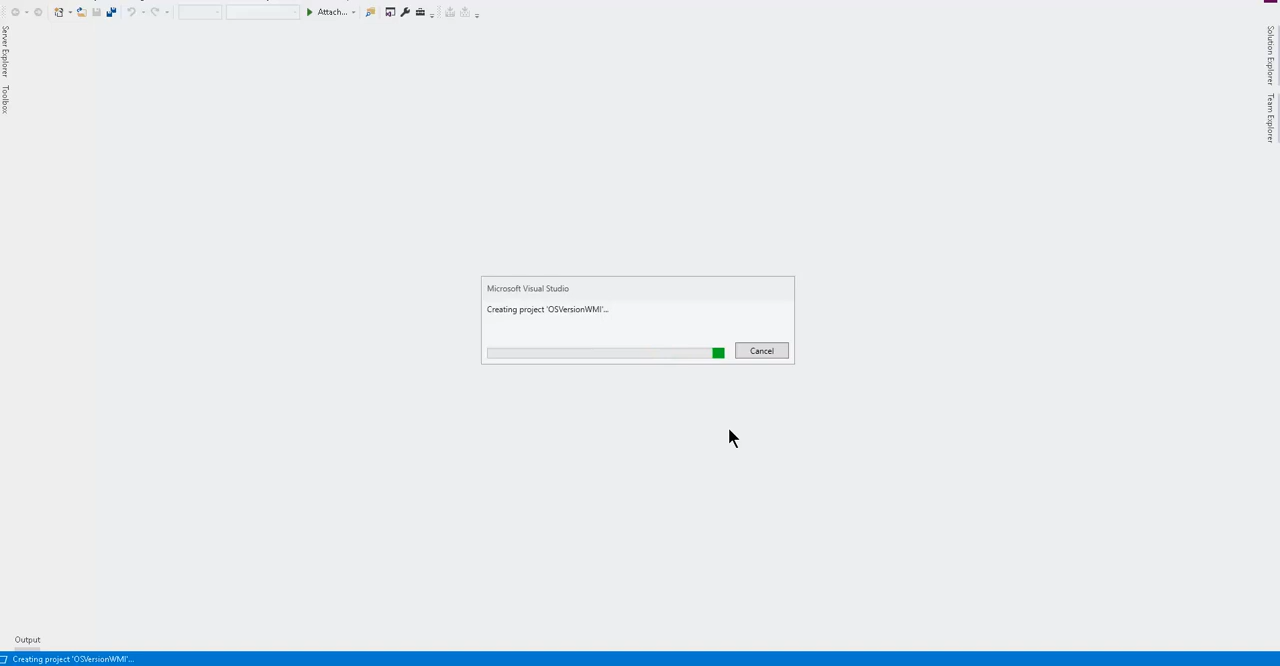 Attach...
Server Explorer
Toolbox
Solution Explorer
Team Explorer
Microsoft Visual Studio
Creating project 'OSVersionWMI'...
Cancel
Output
Creating project 'OSVersionWMI'...